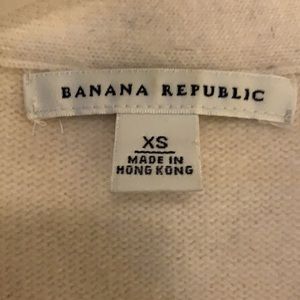 BANANA REPUBLIC
XS
MADE IN
HONG KONG